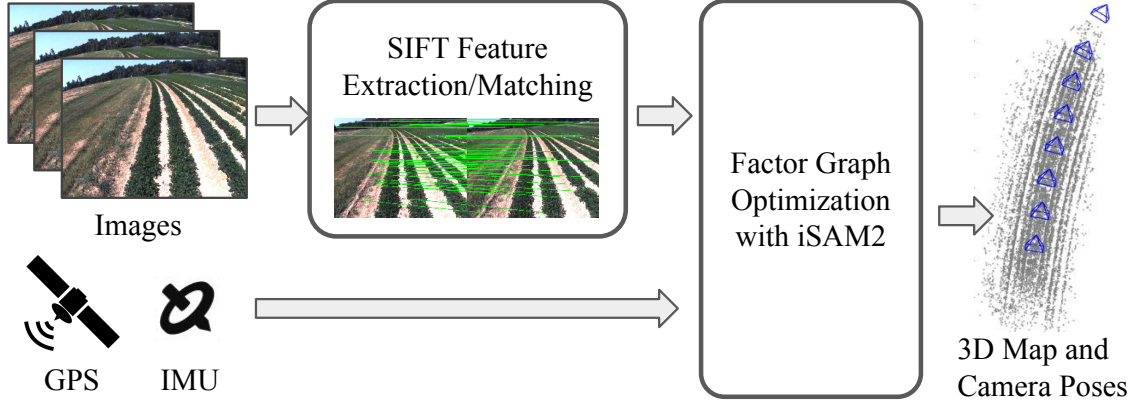 SIFT Feature
Extraction/Matching
Images
GPS
IMU
Factor Graph
Optimization
with iSAM2
3D Map and
Camera Poses